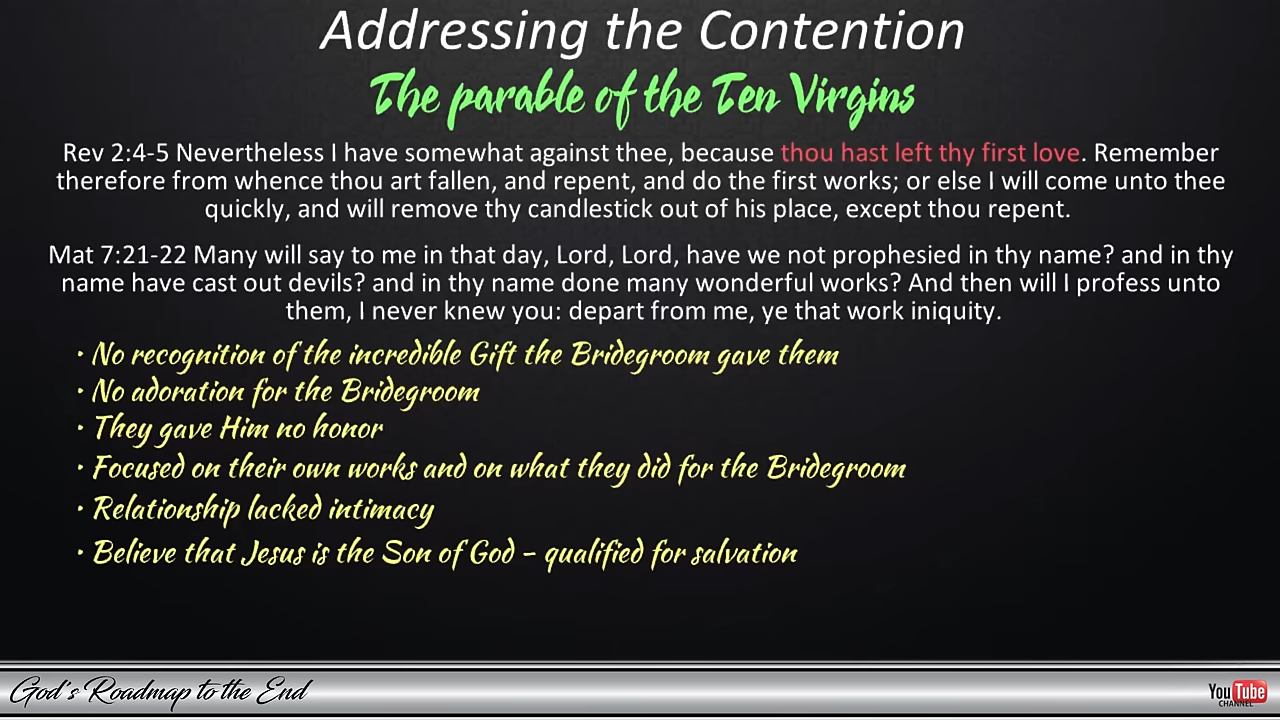 Addressing the Contention
The parable of the Ten Virgins
Rev 2:4-5 Nevertheless I have somewhat against thee, because thou hast left thy first love. Remember
therefore from whence thou art fallen, and repent, and do the first works; or else I will come unto thee
quickly, and will remove thy candlestick out of his place, except thou repent.
Mat 7:21-22 Many will say to me in that day, Lord, Lord, have we not prophesied in thy name? and in thy
name have cast out devils? and in thy name done many wonderful works? And then will I profess unto
them, I never knew you: depart from me, ye that work iniquity.
• No recognition of the incredible Gift the Bridegroom gave them
• No adoration for the Bridegroom
• They gave Him no honor
• Focused on their own works and on what they did for the Bridegroom
• Relationship lacked intimacy
• Believe that Jesus is the Son of God – qualified for salvation
God's Roadmap to the End
YouTube
CHANNEL